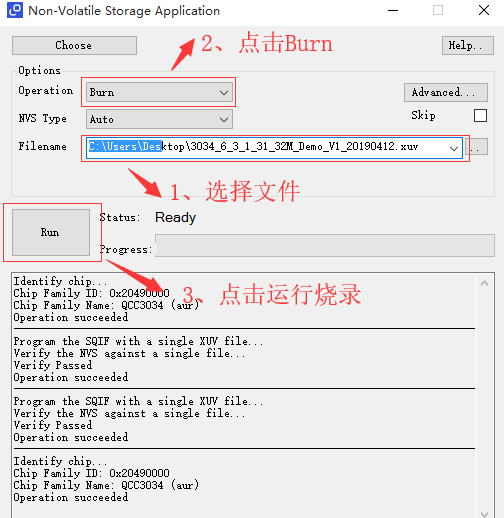 Non-Volatile Storage Application
Choose
2、点击Burn
Help..
Options
Operation
Burn
Advanced...
NVS Type
Auto
Skip
Filename
C:\Users\Desktop\3034_6_3_1_31_32M_Demo_V1_20190412.xuv
..
1、选择文件
Run
Status:
Ready
Progress:
3、点击运行烧录
Identify chip...
Chip Family ID: 0x20490000
Chip Family Name: QCC3034 (aur)
Operation succeeded
Program the SQIF with a single XUV file...
Verify the NVS against a single file...
Verify Passed
Operation succeeded
Program the SQIF with a single XUV file...
Verify the NVS against a single file...
Verify Passed
Operation succeeded
Identify chip...
Chip Family ID: 0x20490000
Chip Family Name: QCC3034 (aur)
Operation succeeded